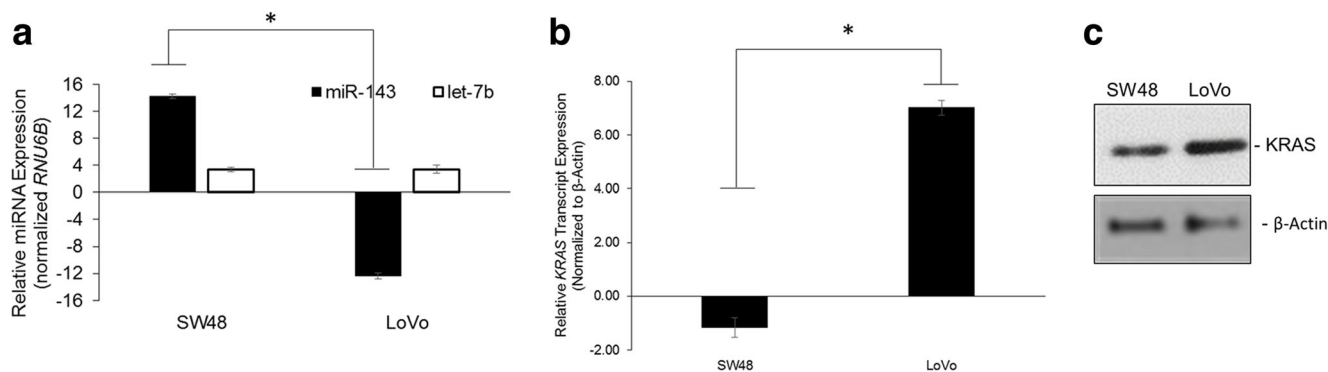 a
*
Relative miRNA Expression
(normalized RNU6B)
16
12
8
4
0
-4
-8
-12
-16
■miR-143 □let-7b
SW48 LoVo
b
*
Relative KRAS Transcript Expression
(Normalized to β-Actin)
8.00
6.00
4.00
2.00
0.00
-2.00
SW48 LoVo
c
SW48 LoVo
- KRAS
- β-Actin